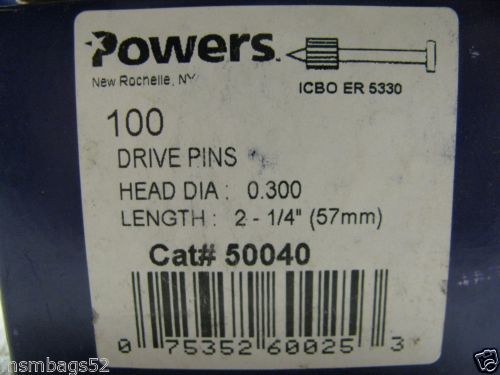 Powers
New Rochelle, NY
ICBO ER 5330
100
DRIVE PINS
HEAD DIA : 0.300
LENGTH : 2 - 1/4" (57mm)
Cat# 50040
0 75352 60025 3
msmbags52